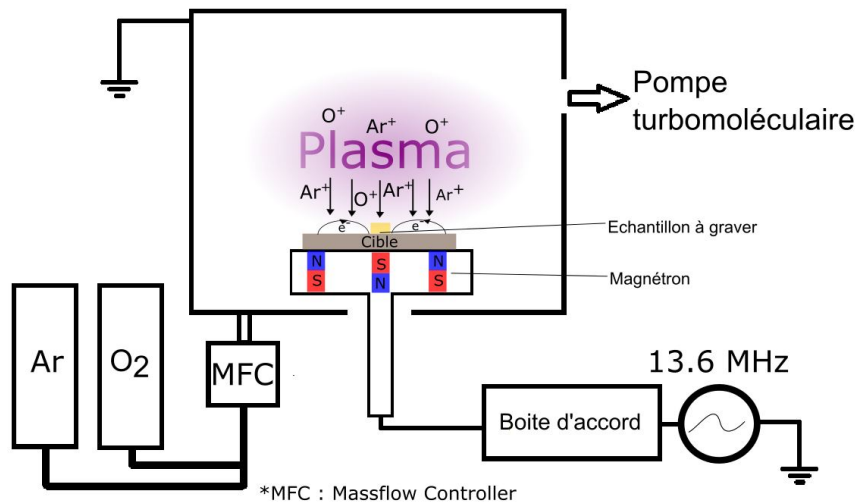 Pompe
turbomoléculaire
O+ Ar+ O+
Plasma
Ar+ O+ Ar+ Ar+
e- e-
Cible
Echantillon à graver
N S N
S N S
Magnétron
Ar
O2
MFC
13.6 MHz
Boite d'accord
*MFC : Massflow Controller